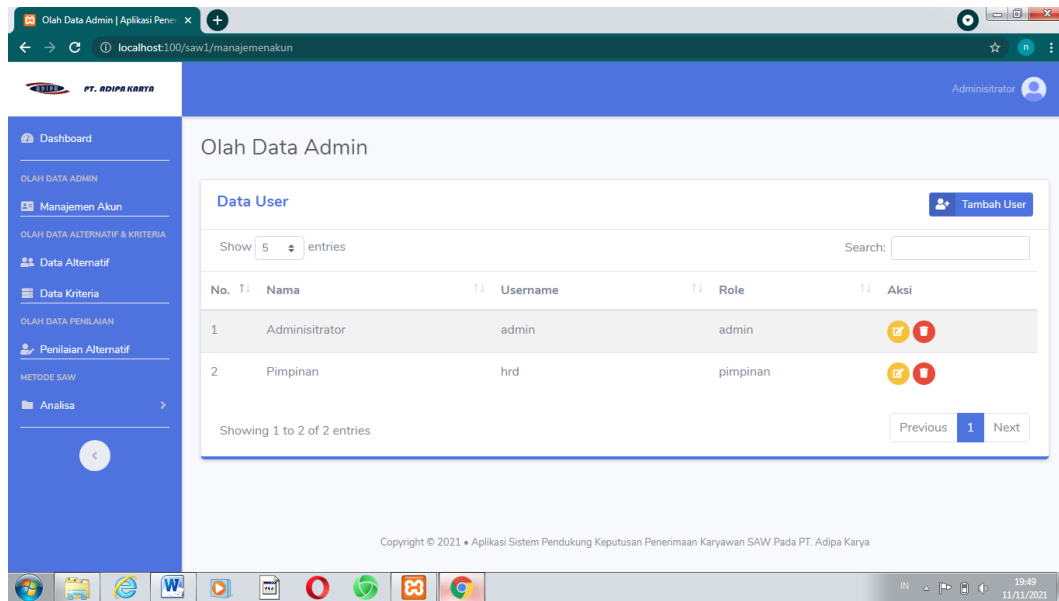 Olah Data Admin | Aplikasi Pener
localhost:100/saw1/manajemenakun
n
ADIPA PT. ADIPA KARYA
Adminisitrator
Dashboard
OLAH DATA ADMIN
Manajemen Akun
OLAH DATA ALTERNATIF & KRITERIA
Data Alternatif
Data Kriteria
OLAH DATA PENILAIAN
Penilaian Alternatif
METODE SAW
Analisa
Olah Data Admin
Data User
Tambah User
Show 5 entries
Search:
No. Nama Username Role Aksi
1 Adminisitrator admin admin
2 Pimpinan hrd pimpinan
Showing 1 to 2 of 2 entries
Previous 1 Next
Copyright © 2021 • Aplikasi Sistem Pendukung Keputusan Penerimaan Karyawan SAW Pada PT. Adipa Karya
W
IN
19:49
11/11/2021